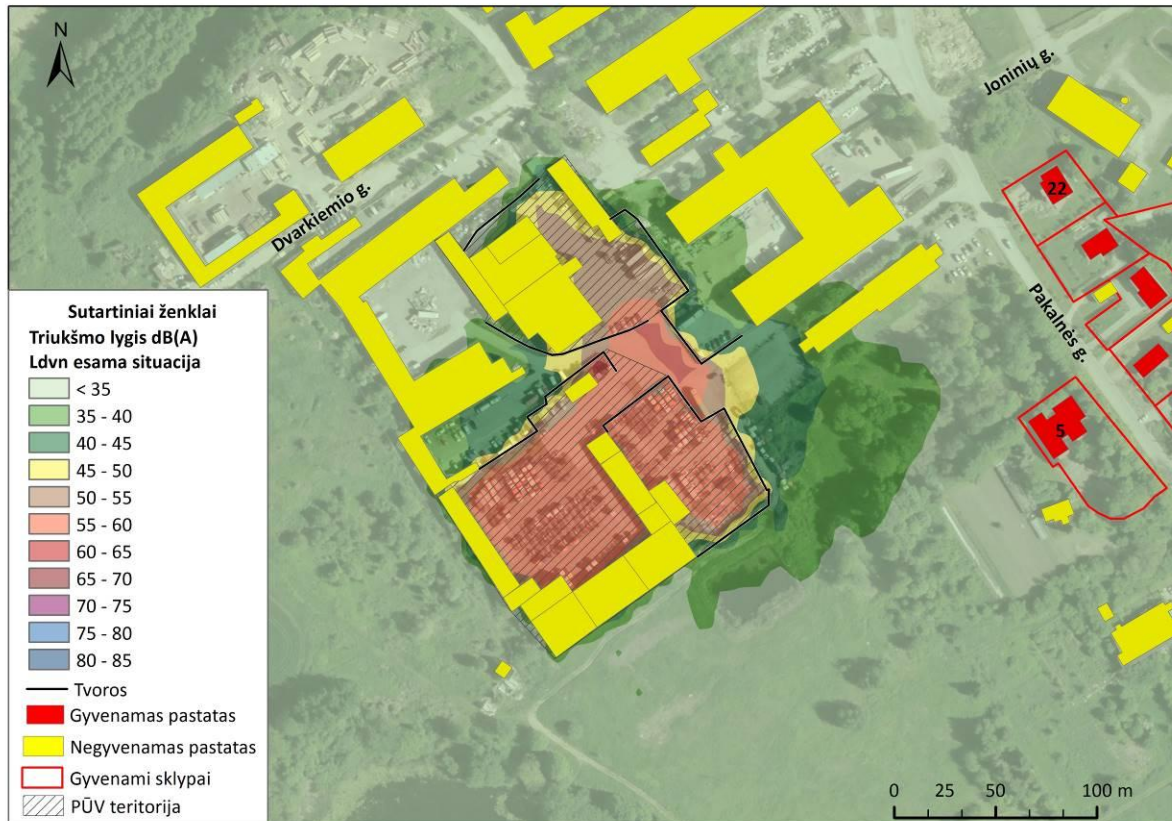 N
Joninių g.
22
Dvarkiemio g.
Pakalnės g.
5
Sutartiniai ženklai
Triukšmo lygis dB(A)
Ldvn esama situacija
< 35
35 - 40
40 - 45
45 - 50
50 - 55
55 - 60
60 - 65
65 - 70
70 - 75
75 - 80
80 - 85
Tvoros
Gyvenamas pastatas
Negyvenamas pastatas
Gyvenami sklypai
PŪV teritorija
0 25 50 100 m